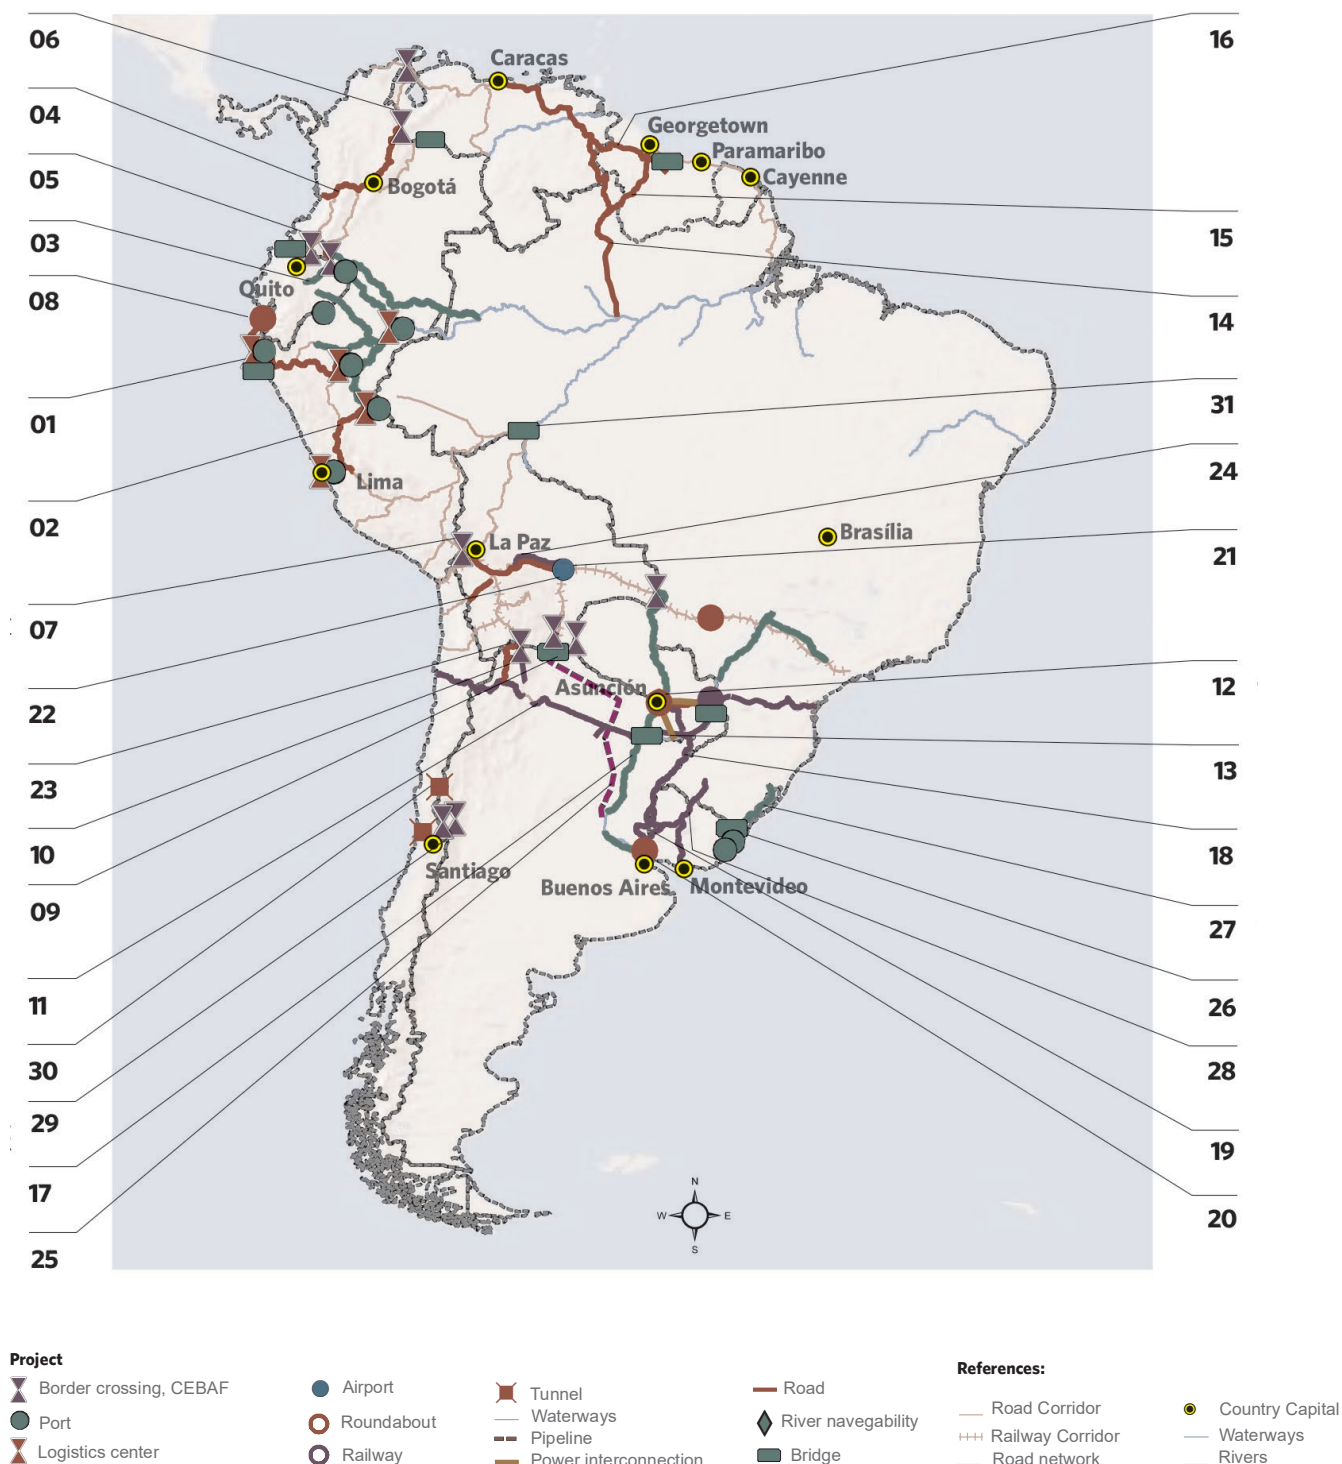 06
04
05
03
08
01
02
07
22
23
10
09
11
30
29
17
25
16
15
14
31
24
21
12
13
18
27
26
28
19
20
Caracas
Georgetown
Paramaribo
Cayenne
Bogotá
Quito
Lima
La Paz
Brasília
Asunción
Santiago
Buenos Aires
Montevideo
N
W
E
S
Project
Border crossing, CEBAF
Port
Logistics center
Airport
Roundabout
Railway
Tunnel
Waterways
Pipeline
Power interconnection
Road
River navegability
Bridge
References:
Road Corridor
Railway Corridor
Road network
Country Capital
Waterways
Rivers